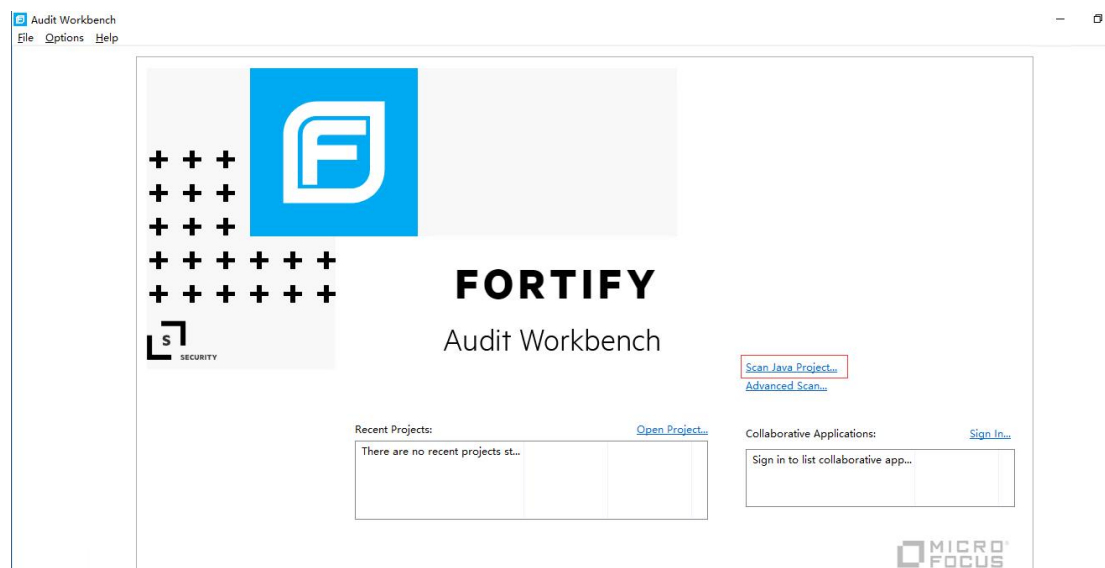 Audit Workbench
File Options Help
FORTIFY
Audit Workbench
S
SECURITY
Scan Java Project...
Advanced Scan...
Recent Projects:
Open Project...
There are no recent projects st...
Collaborative Applications:
Sign In...
Sign in to list collaborative app...
MICRO
FOCUS